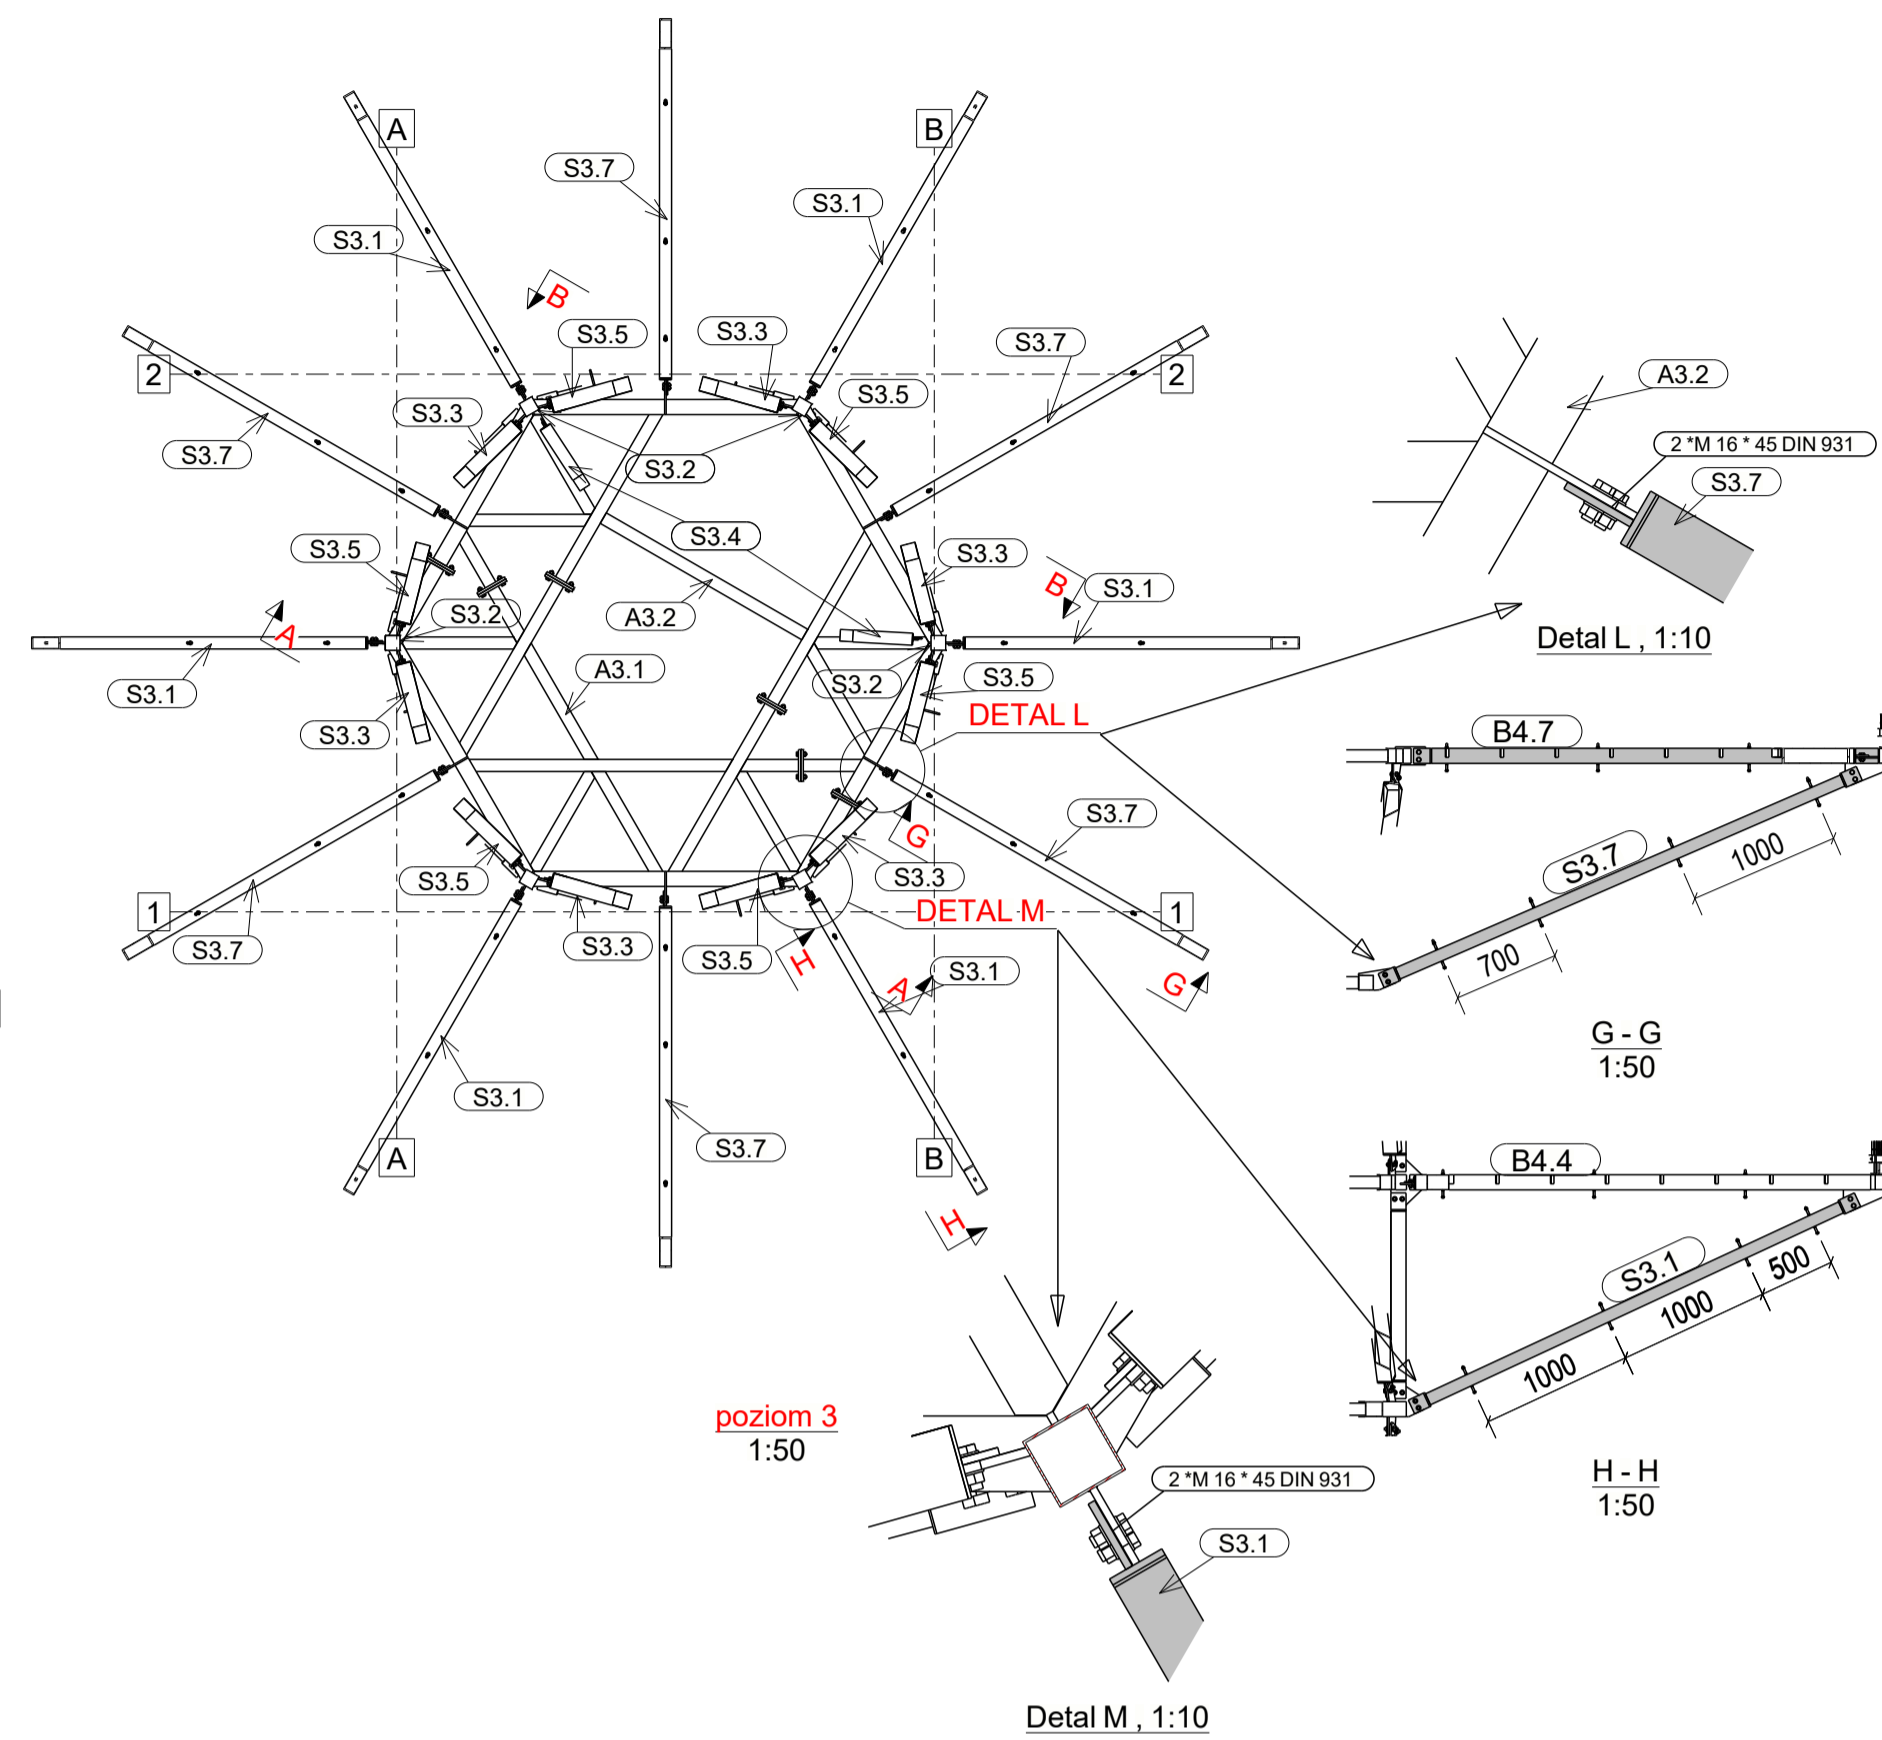 A
B
S3.7
S3.1
S3.1
B
S3.5
S3.3
S3.7
2
2
S3.3
S3.5
S3.7
S3.2
S3.4
S3.5
S3.3
B
S3.1
S3.2
A3.2
A
A3.1
S3.2
S3.5
S3.1
S3.3
DETAL L
S3.7
G
S3.5
S3.3
1
DETAL M
1
S3.7
S3.3
S3.5
H
A
S3.1
G
S3.1
S3.7
A
B
H
A3.2
2 *M 16 * 45 DIN 931
S3.7
Detal L , 1:10
B4.7
S3.7
1000
700
G - G
1:50
B4.4
S3.1
500
1000
1000
H - H
1:50
poziom 3
1:50
2 *M 16 * 45 DIN 931
S3.1
Detal M , 1:10